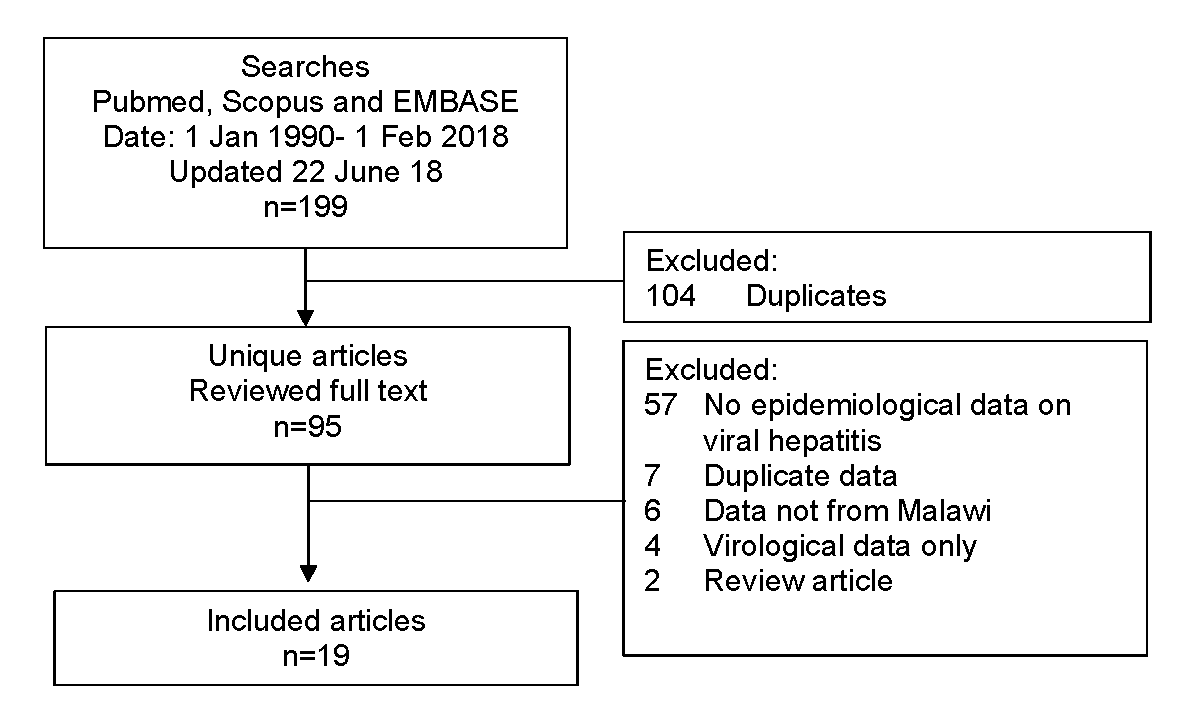 Searches
Pubmed, Scopus and EMBASE
Date: 1 Jan 1990- 1 Feb 2018
Updated 22 June 18
n=199
Excluded:
104 Duplicates
Unique articles
Reviewed full text
n=95
Excluded:
57 No epidemiological data on
viral hepatitis
7 Duplicate data
6 Data not from Malawi
4 Virological data only
2 Review article
Included articles
n=19